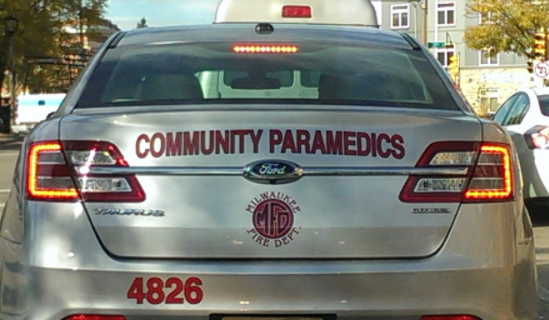 COMMUNITY PARAMEDICS
Ford
TAURUS
MILWAUKEE
MFD
FIRE DEPT.
4826